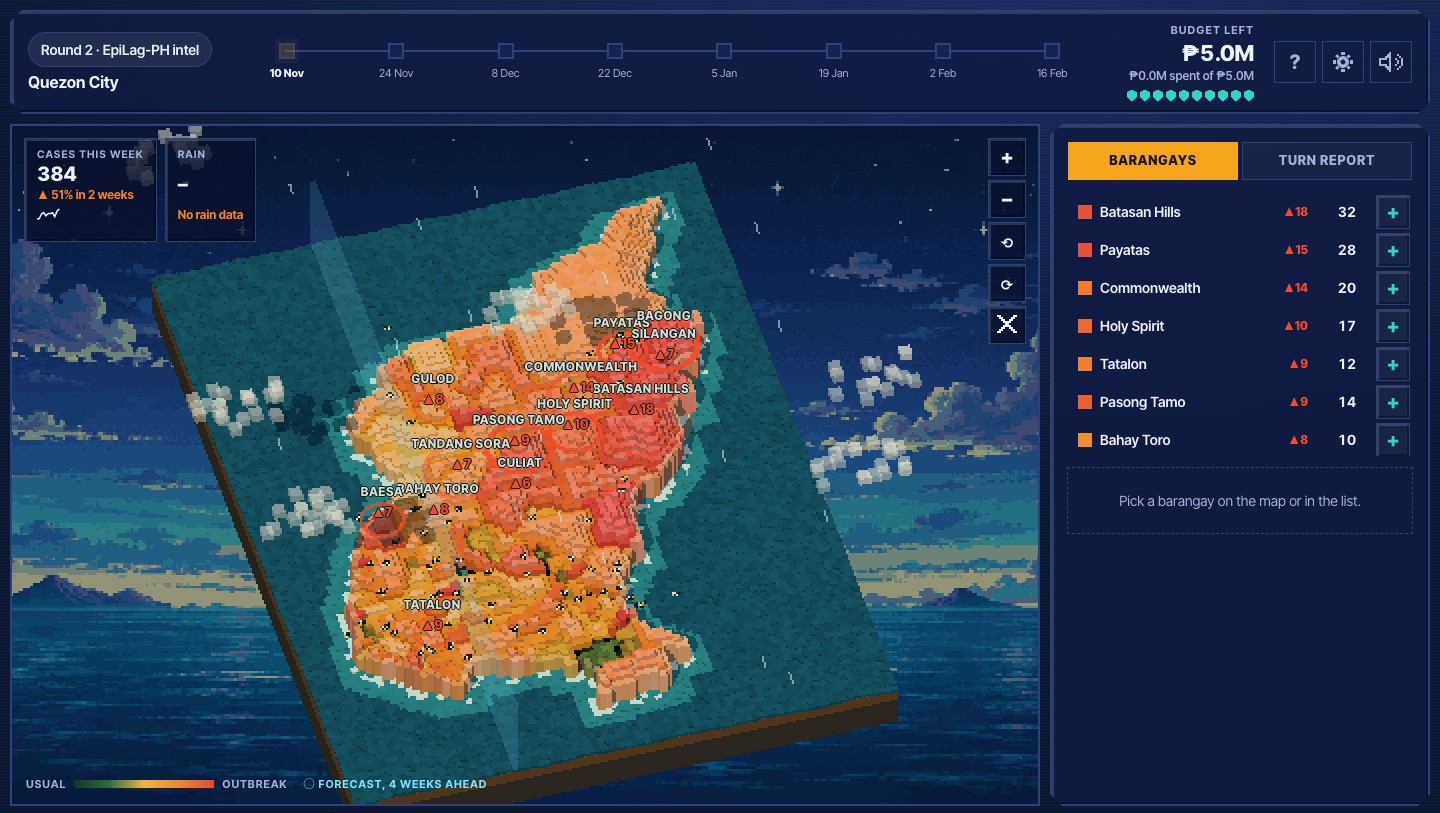 Round 2 · EpiLag-PH intel
Quezon City
10 Nov
24 Nov
8 Dec
22 Dec
5 Jan
19 Jan
2 Feb
16 Feb
BUDGET LEFT
₱5.0M
₱0.0M spent of ₱5.0M
?
CASES THIS WEEK
384
▲ 51% in 2 weeks
RAIN
–
No rain data
+
−
⟲
⟳
BAGONG
SILANGAN
▲7
PAYATAS
▲15
COMMONWEALTH
▲14
GULOD
▲8
BATASAN HILLS
▲18
HOLY SPIRIT
▲10
PASONG TAMO
▲9
TANDANG SORA
▲7
CULIAT
▲6
BAHAY TORO
▲8
BAESA
▲7
TATALON
▲9
USUAL
OUTBREAK
FORECAST, 4 WEEKS AHEAD
BARANGAYS
TURN REPORT
Batasan Hills ▲18 32 +
Payatas ▲15 28 +
Commonwealth ▲14 20 +
Holy Spirit ▲10 17 +
Tatalon ▲9 12 +
Pasong Tamo ▲9 14 +
Bahay Toro ▲8 10 +
Pick a barangay on the map or in the list.